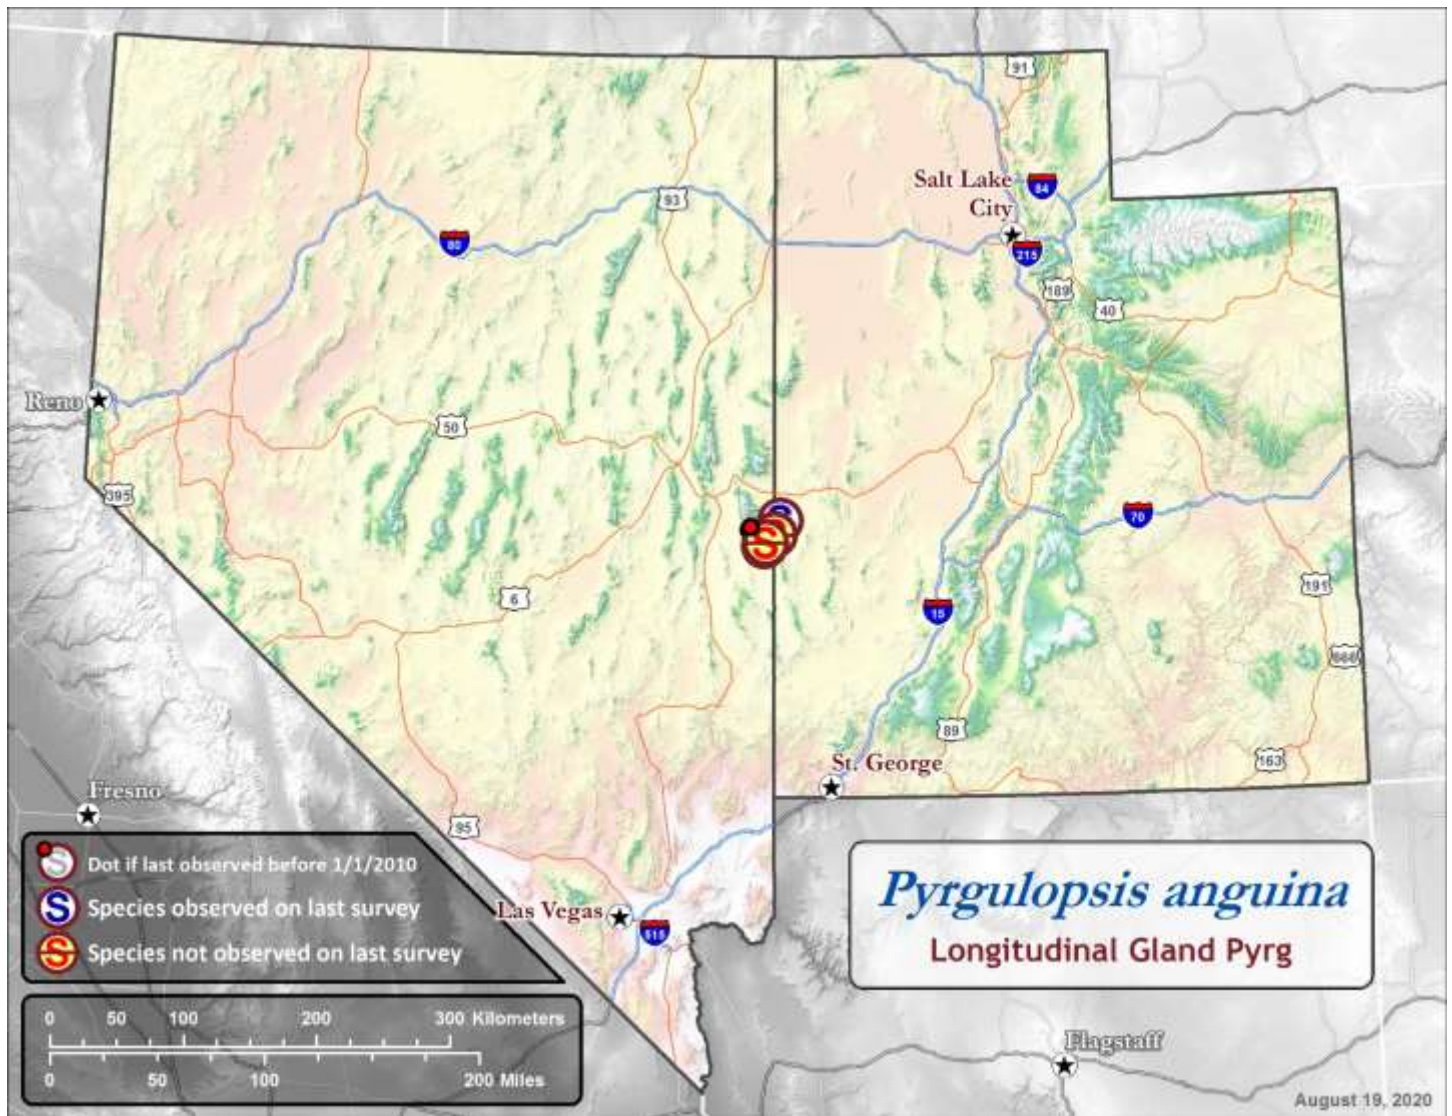 91
Salt Lake
City
84
93
80
215
189
40
Reno
50
395
S
S
70
6
191
15
666
89
St. George
163
Fresno
95
S
Dot if last observed before 1/1/2010
S
Species observed on last survey
S
Species not observed on last survey
Las Vegas
515
Pyrgulopsis anguina
Longitudinal Gland Pyrg
0 50 100 200 300 Kilometers
0 50 100 200 Miles
Flagstaff
August 19, 2020